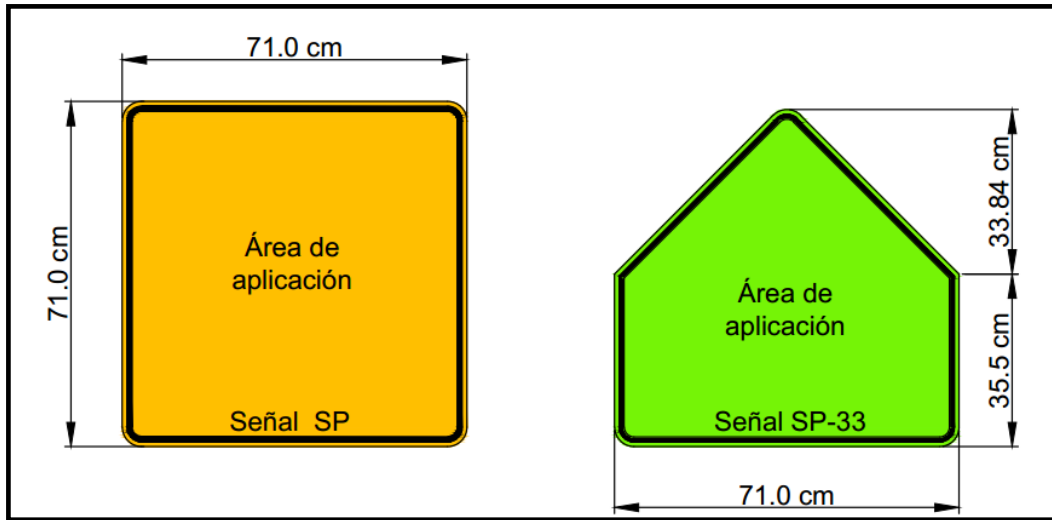 71.0 cm
71.0 cm
Área de
aplicación
Señal SP
33.84 cm
35.5 cm
Área de
aplicación
Señal SP-33
71.0 cm